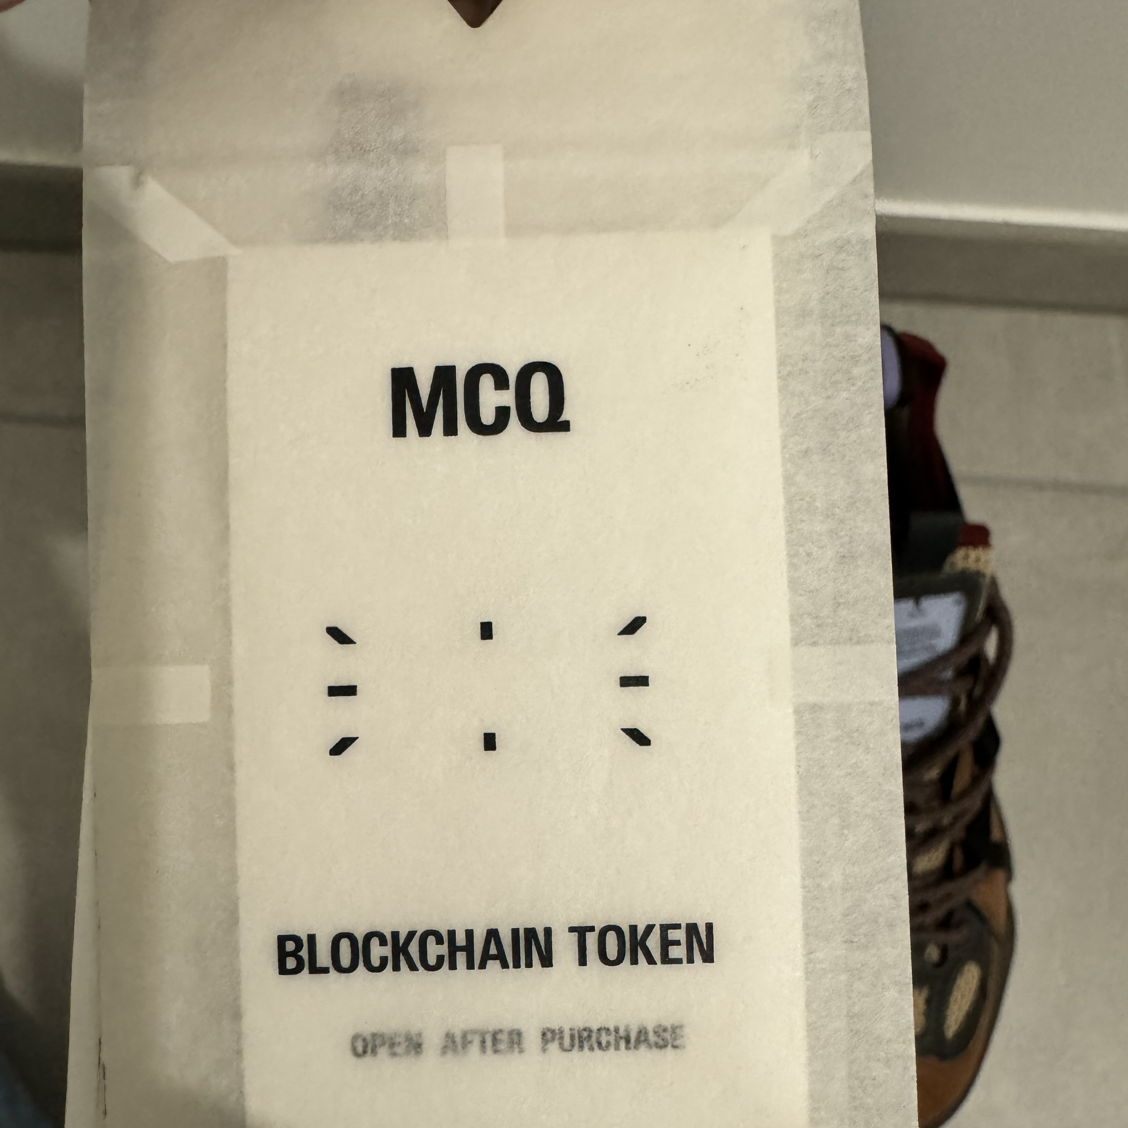 MCQ
BLOCKCHAIN TOKEN
OPEN AFTER PURCHASE